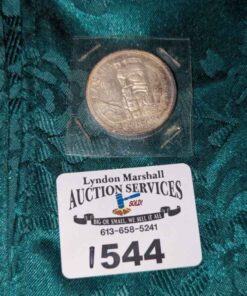 Lyndon Marshall
AUCTION SERVICES
SOLD!
BIG OR SMALL, WE SELL IT ALL
613-658-5241
1544